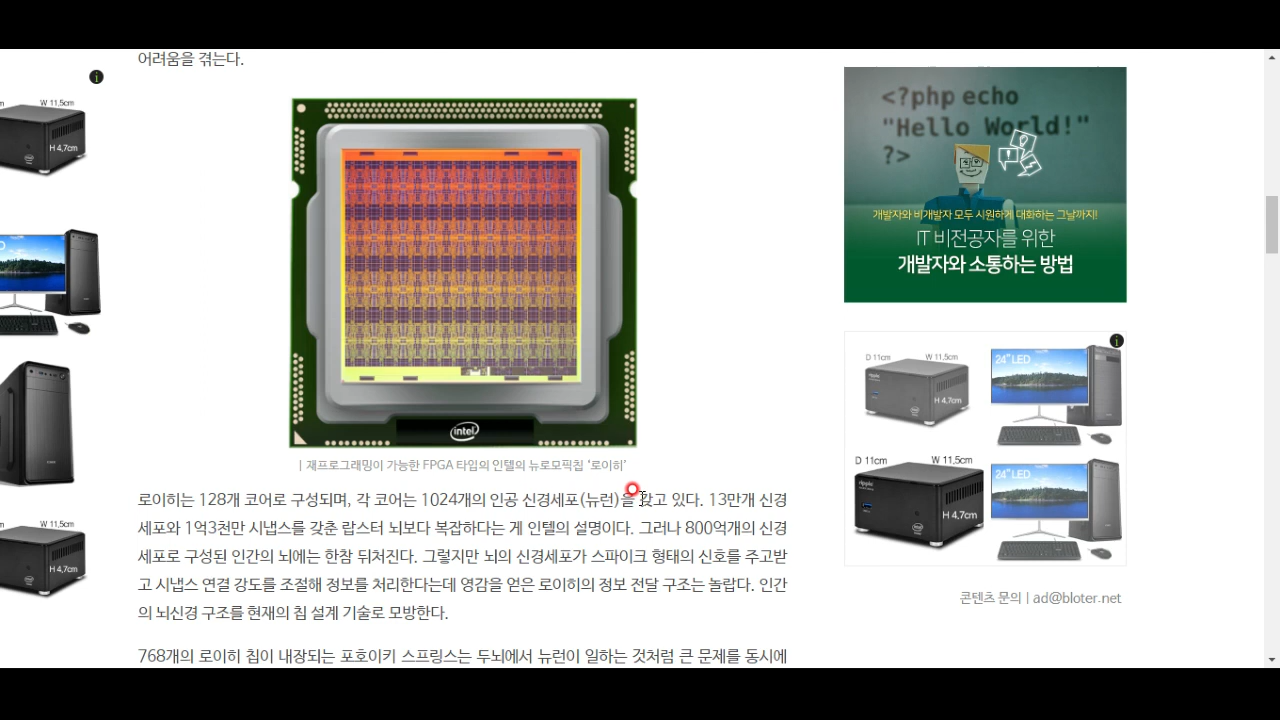 어려움을 겪는다.
W 11,5cm
H 4,7cm
intel
| 재프로그래밍이 가능한 FPGA 타입의 인텔의 뉴로모픽칩 '로이히'
로이히는 128개 코어로 구성되며, 각 코어는 1024개의 인공 신경세포(뉴런)을 갖고 있다. 13만개 신경
세포와 1억3천만 시냅스를 갖춘 랍스터 뇌보다 복잡하다는 게 인텔의 설명이다. 그러나 800억개의 신경
세포로 구성된 인간의 뇌에는 한참 뒤쳐진다. 그렇지만 뇌의 신경세포가 스파이크 형태의 신호를 주고받
고 시냅스 연결 강도를 조절해 정보를 처리한다는데 영감을 얻은 로이히의 정보 전달 구조는 놀랍다. 인간
의 뇌신경 구조를 현재의 칩 설계 기술로 모방한다.
768개의 로이히 칩이 내장되는 포호이키 스프링스는 두뇌에서 뉴런이 일하는 것처럼 큰 문제를 동시에
W 11,5cm
H 4,7cm
<?php echo
"Hello World!"
?>
개발자와 비개발자 모두 시원하게 대화하는 그날까지!
IT 비전공자를 위한
개발자와 소통하는 방법
D 11cm W 11,5cm
24" LED
H 4,7cm
D 11cm W 11,5cm
24" LED
H 4,7cm
콘텐츠 문의 | ad@bloter.net